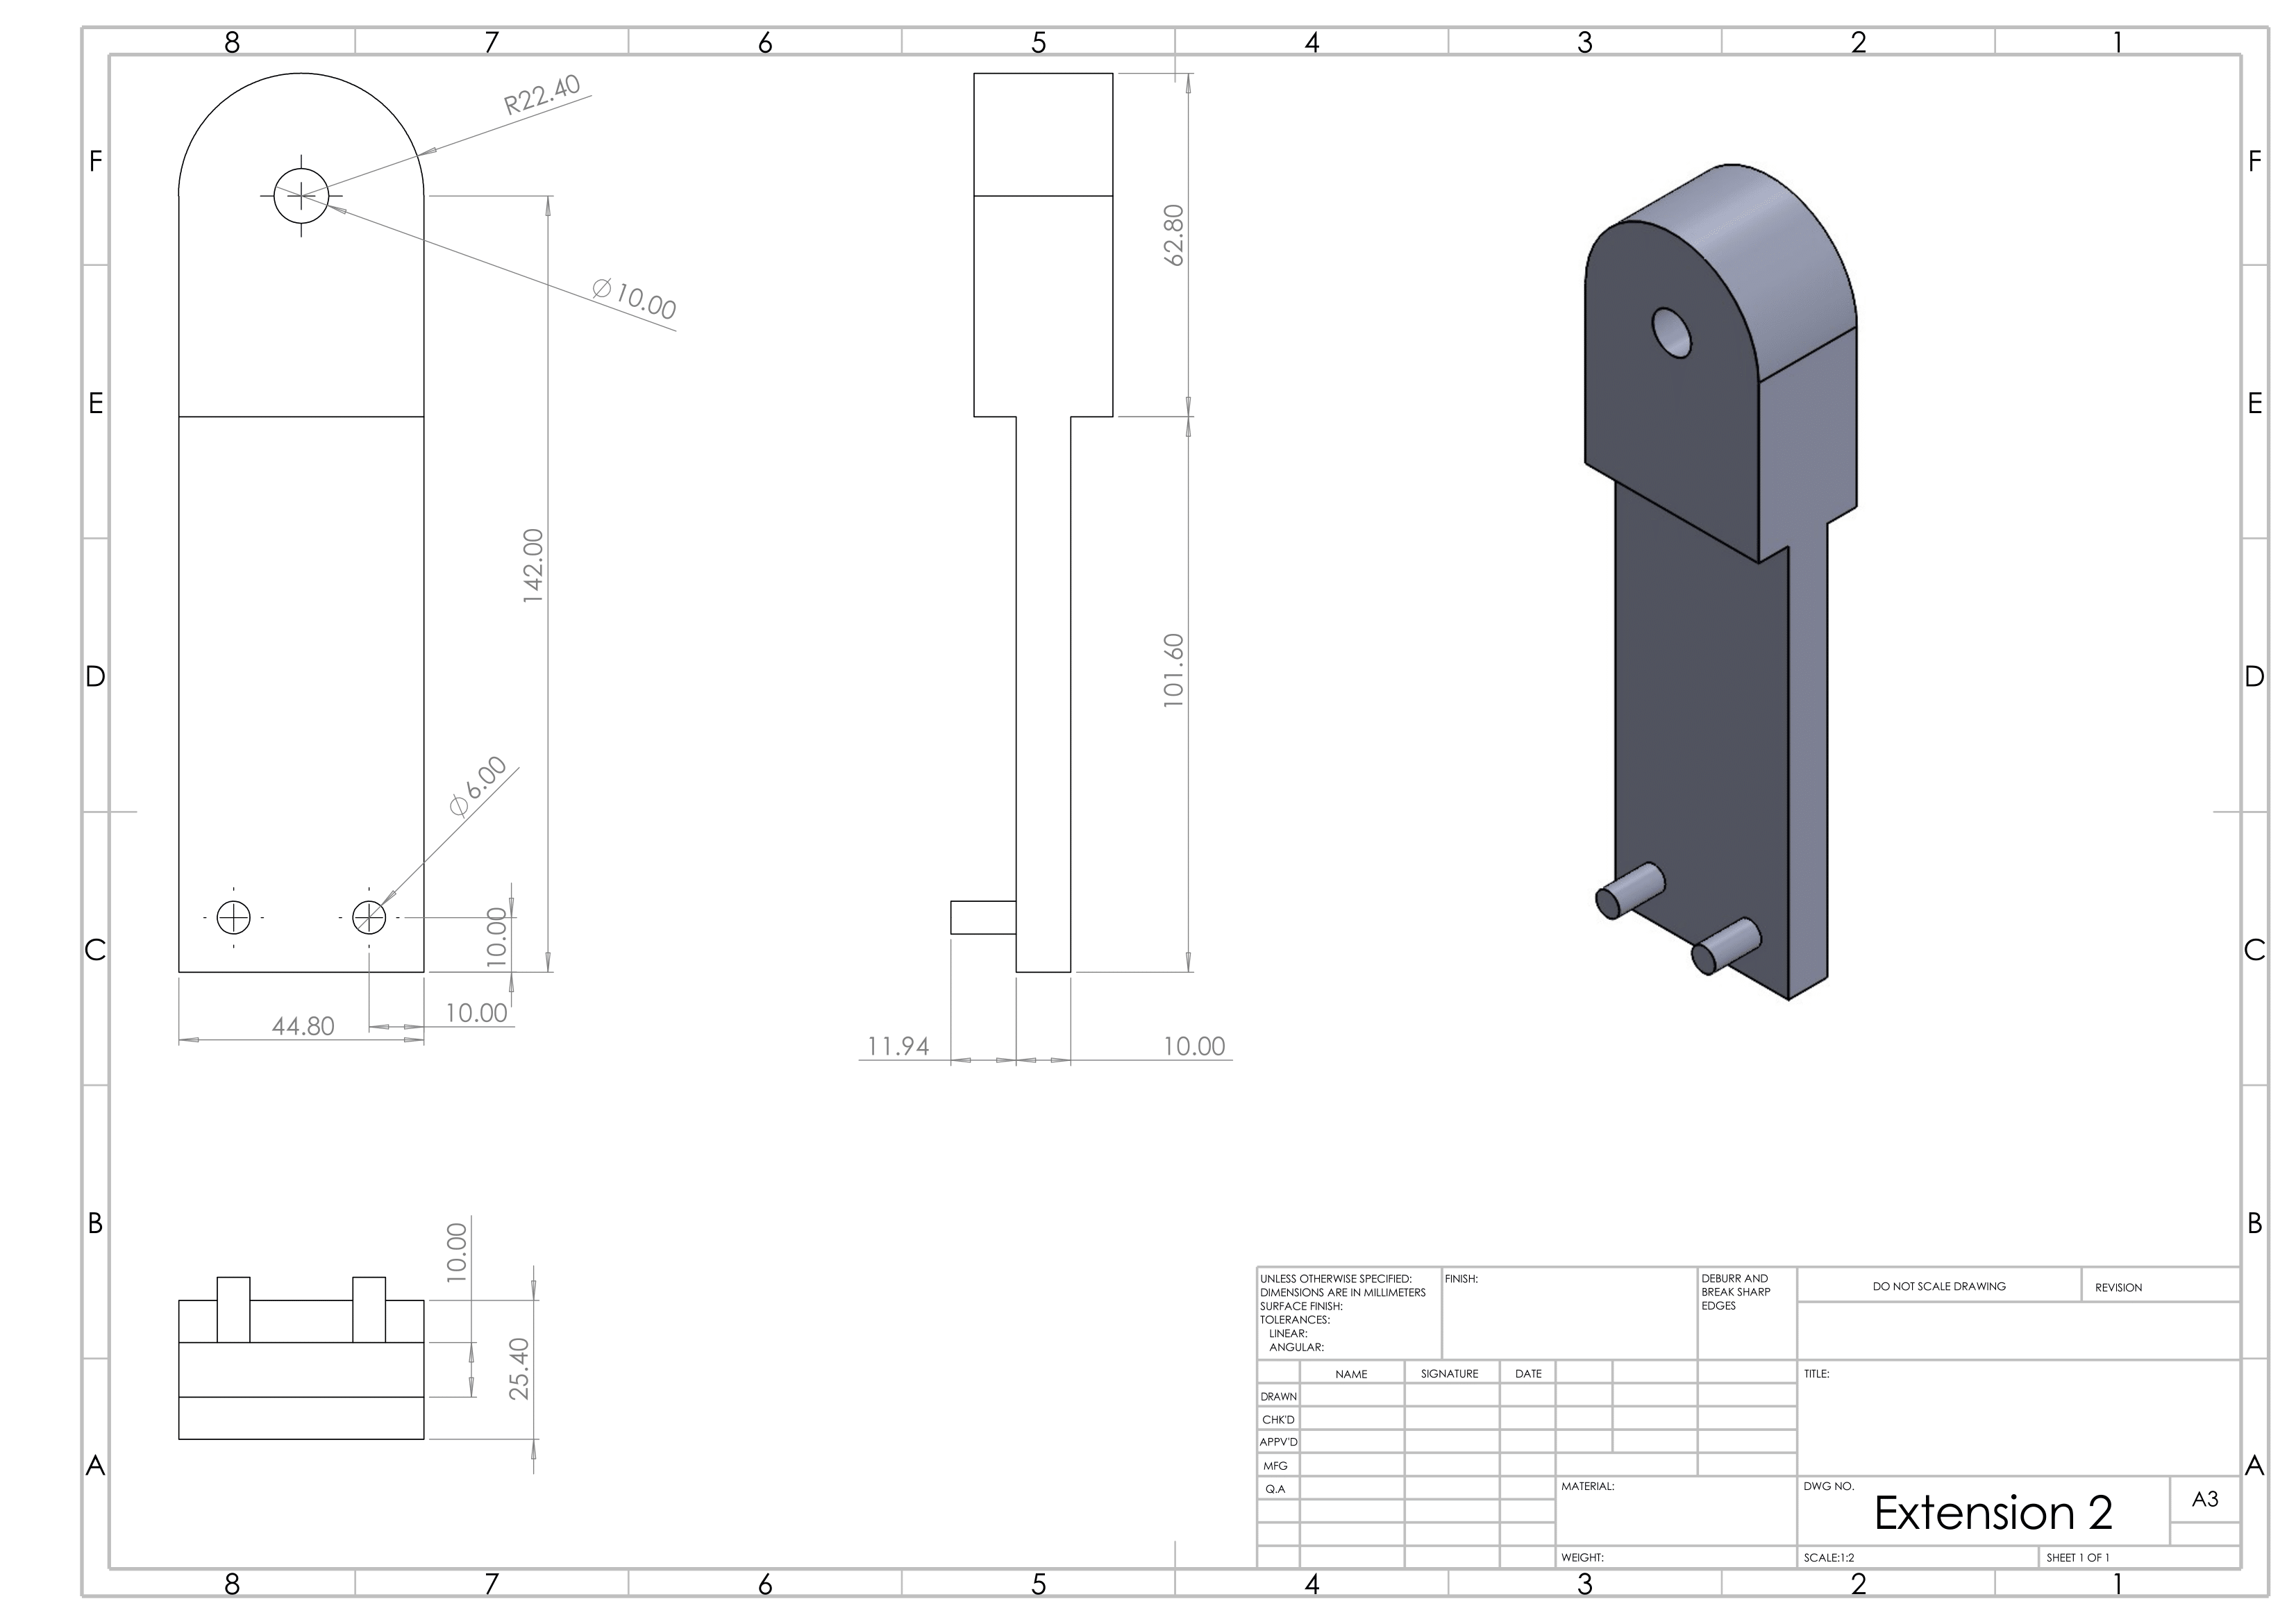 8 7 6 5 4 3 2 1
F F
E E
D D
C C
B B
A A
R22.40
Ø10.00
142.00
Ø6.00
10.00
10.00
44.80
62.80
101.60
11.94
10.00
10.00
25.40
UNLESS OTHERWISE SPECIFIED:
DIMENSIONS ARE IN MILLIMETERS
SURFACE FINISH:
TOLERANCES:
LINEAR:
ANGULAR:
FINISH:
DEBURR AND
BREAK SHARP
EDGES
DO NOT SCALE DRAWING
REVISION
NAME
SIGNATURE
DATE
DRAWN
CHK'D
APPV'D
MFG
Q.A
TITLE:
MATERIAL:
DWG NO.
Extension 2
A3
WEIGHT:
SCALE:1:2
SHEET 1 OF 1
8 7 6 5 4 3 2 1